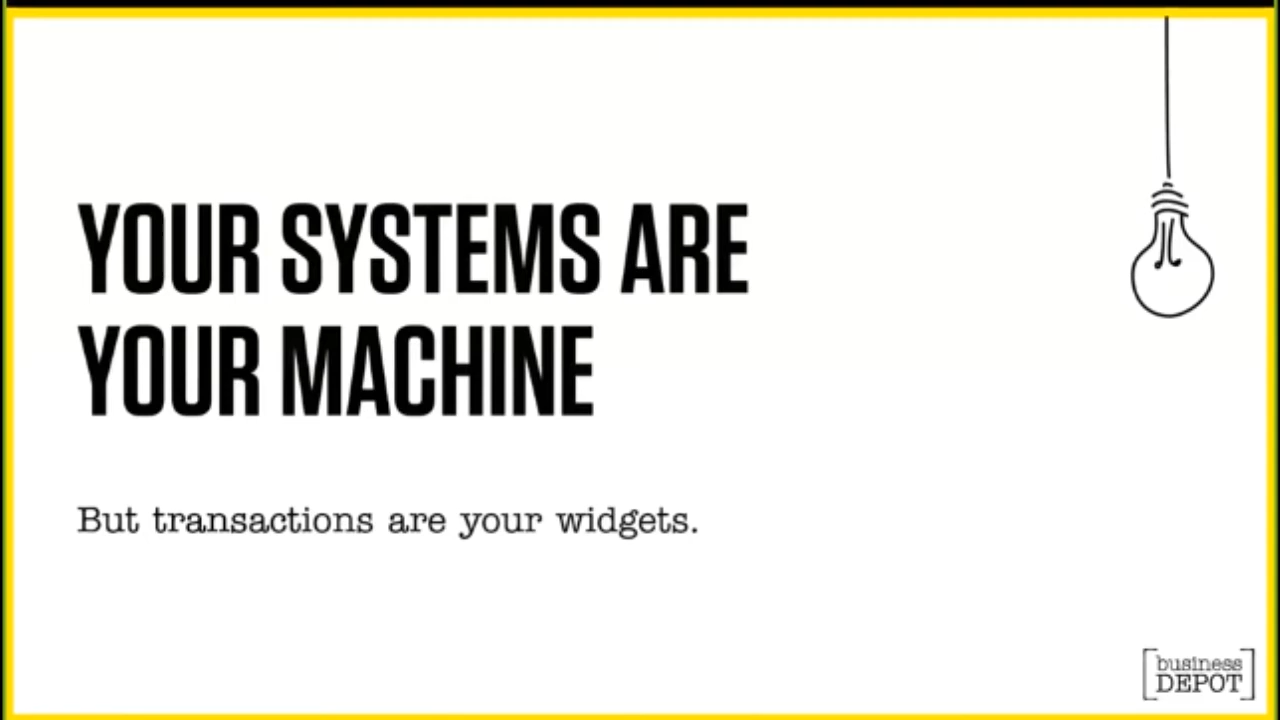 YOUR SYSTEMS ARE
YOUR MACHINE
But transactions are your widgets.
business
DEPOT